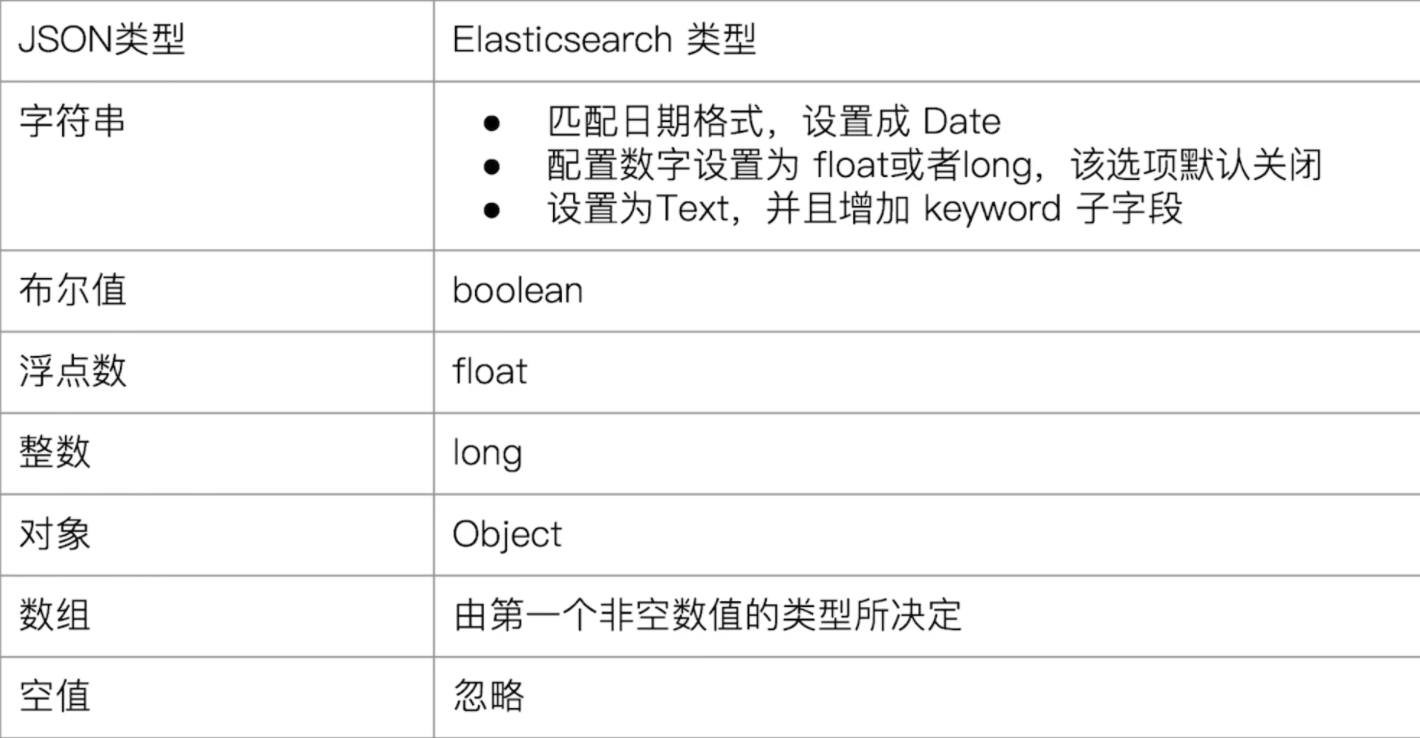 JSON类型
Elasticsearch 类型
字符串
● 匹配日期格式，设置成 Date
● 配置数字设置为 float或者long，该选项默认关闭
● 设置为Text，并且增加 keyword 子字段
布尔值
boolean
浮点数
float
整数
long
对象
Object
数组
由第一个非空数值的类型所决定
空值
忽略